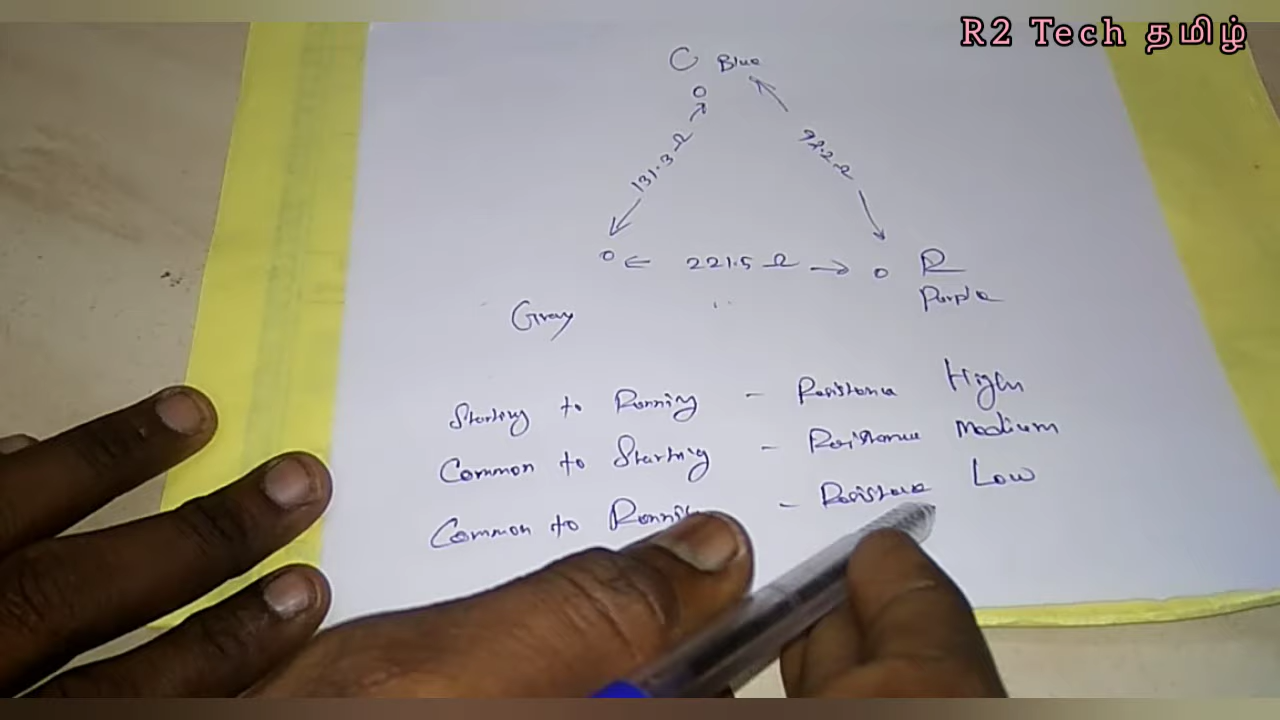 R2 Tech தமிழ்
C Blue
131.3 Ω
92.2 Ω
221.5 Ω
R
Purple
Gray
Starting to Running - Resistance High
Common to Starting - Resistance Medium
Common to Running - Resistance Low